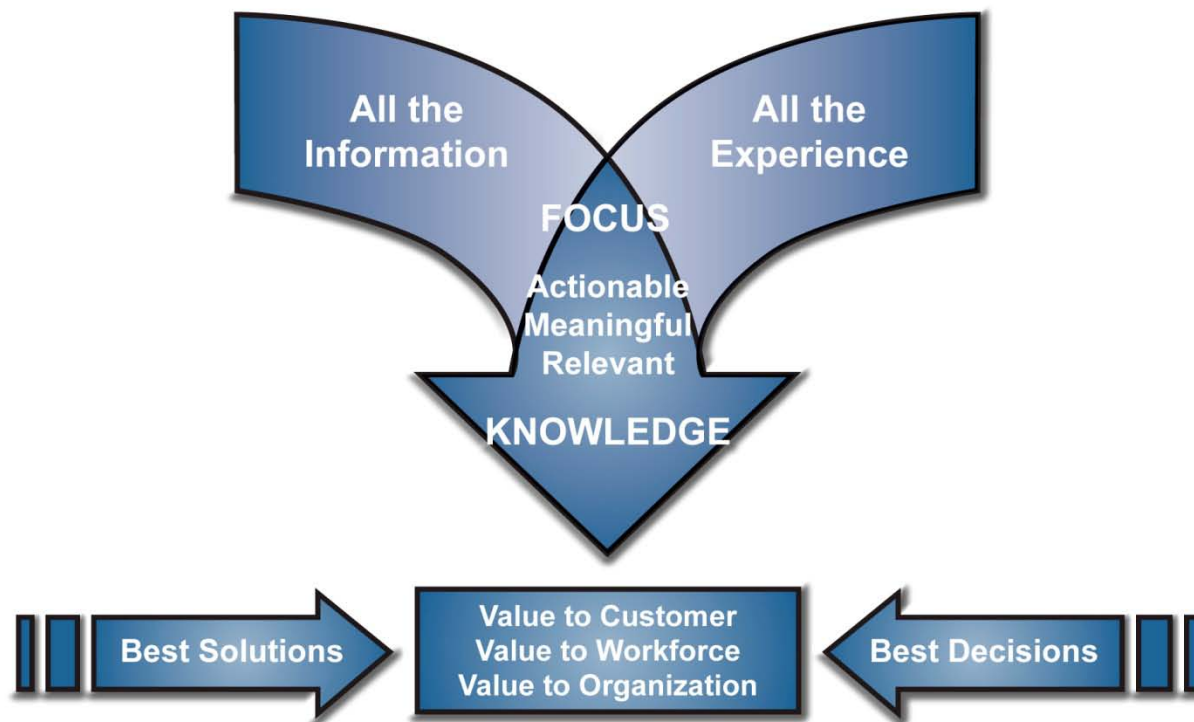 All the
Information
All the
Experience
FOCUS
Actionable
Meaningful
Relevant
KNOWLEDGE
Best Solutions
Value to Customer
Value to Workforce
Value to Organization
Best Decisions